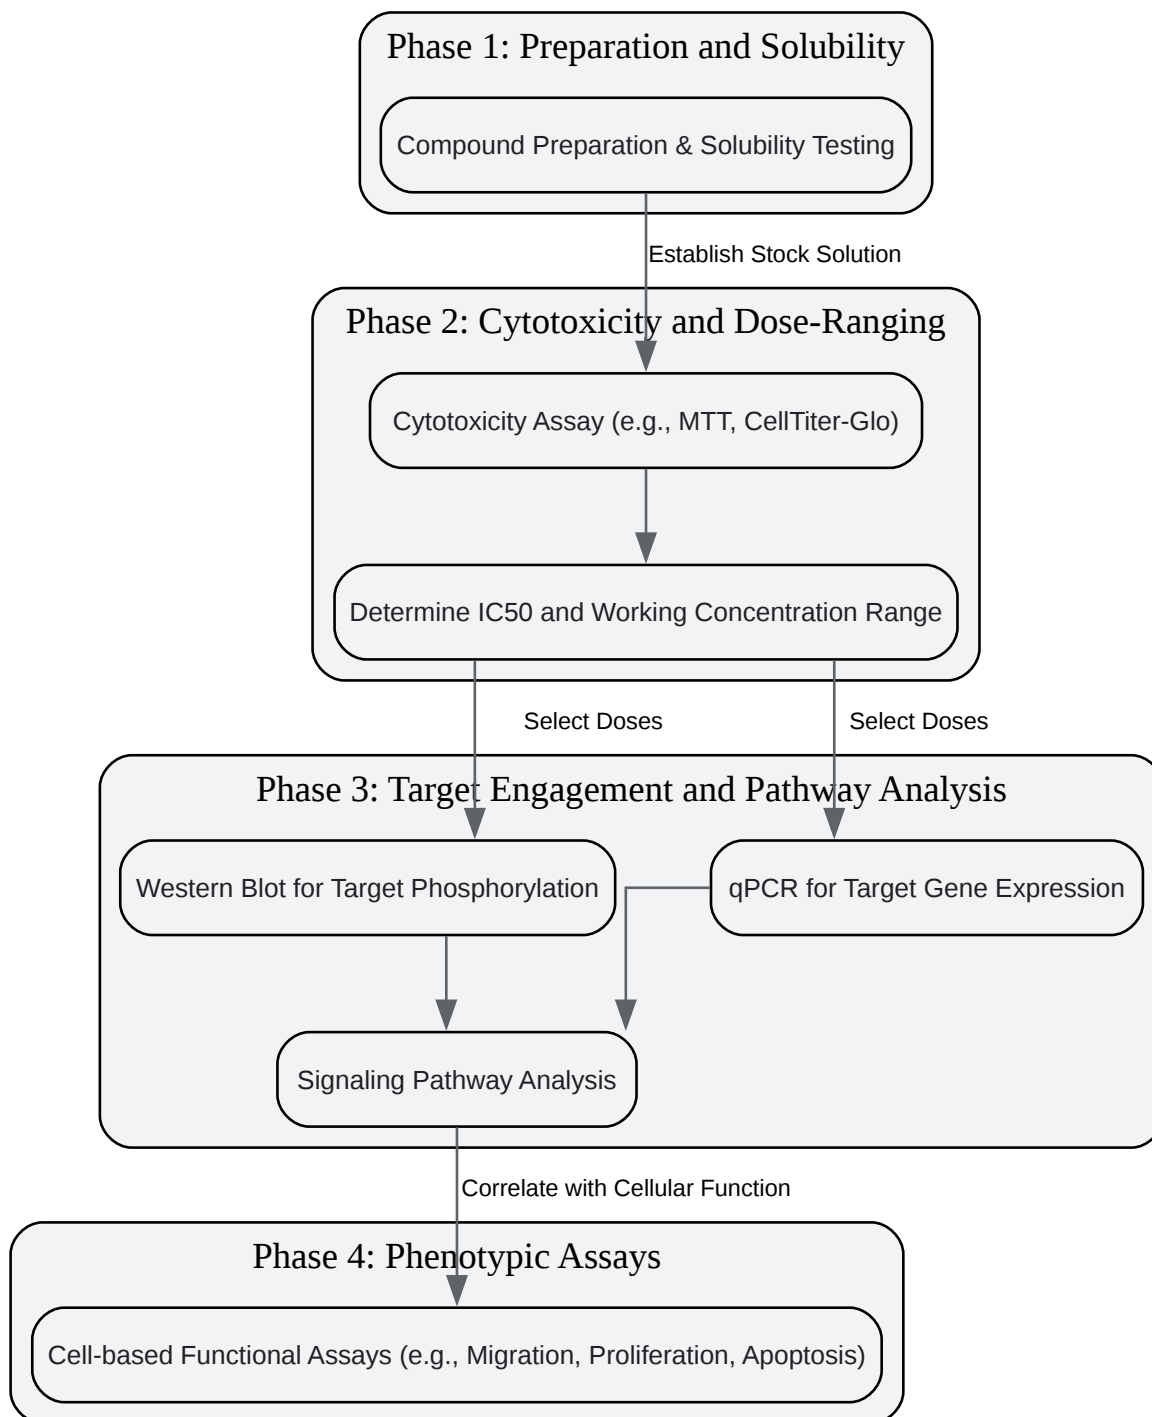 Phase 1: Preparation and Solubility
Compound Preparation & Solubility Testing
Establish Stock Solution
Phase 2: Cytotoxicity and Dose-Ranging
Cytotoxicity Assay (e.g., MTT, CellTiter-Glo)
Determine IC50 and Working Concentration Range
Select Doses
Select Doses
Phase 3: Target Engagement and Pathway Analysis
Western Blot for Target Phosphorylation
qPCR for Target Gene Expression
Signaling Pathway Analysis
Correlate with Cellular Function
Phase 4: Phenotypic Assays
Cell-based Functional Assays (e.g., Migration, Proliferation, Apoptosis)